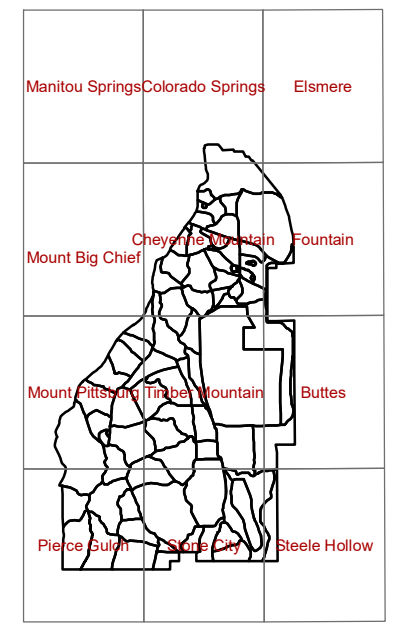 Manitou Springs Colorado Springs Elsmere
Cheyenne Mountain Fountain
Mount Big Chief
Mount Pittsburg Timber Mountain Buttes
Pierce Gulch Stone City Steele Hollow